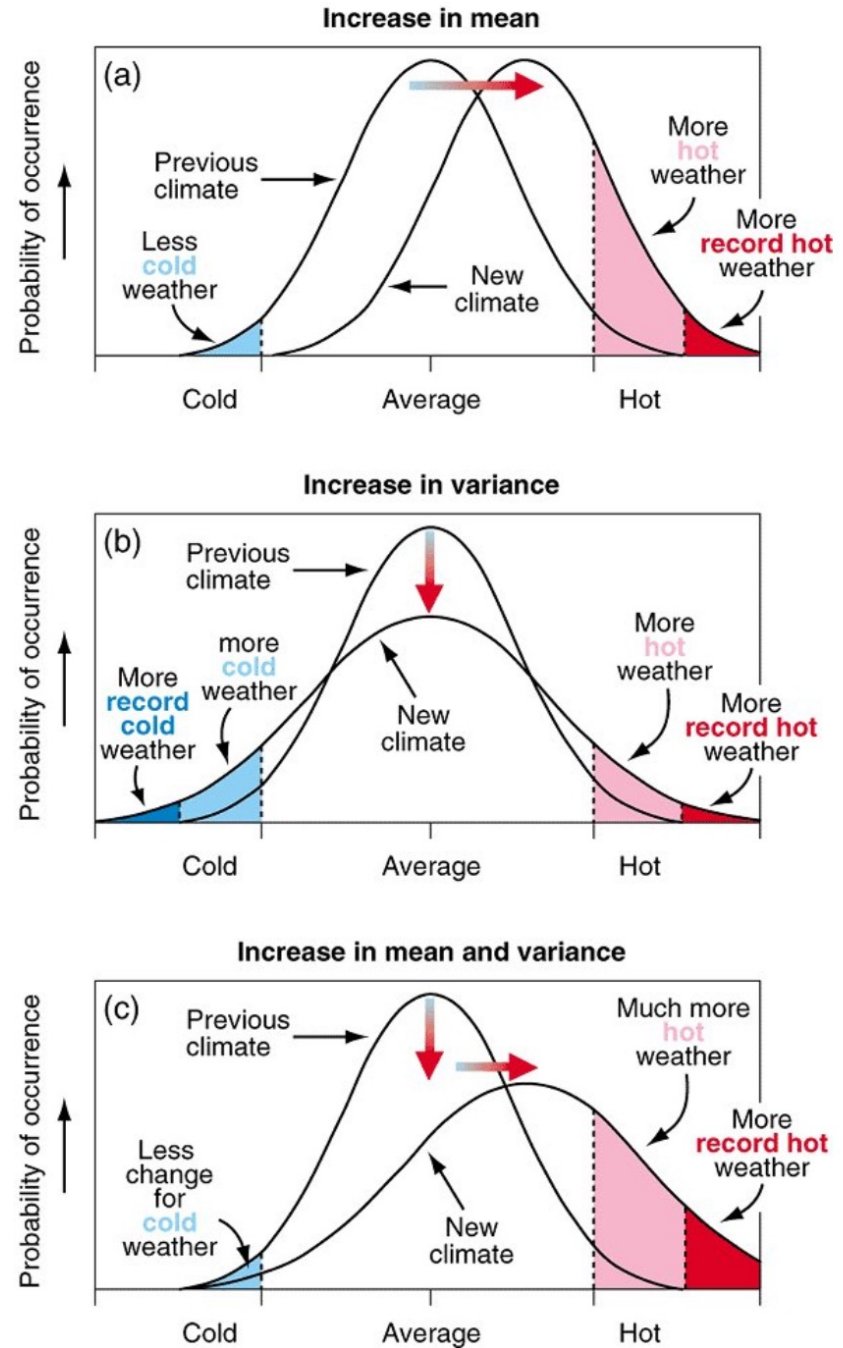 Increase in mean
(a)
Probability of occurrence
Previous
climate
Less
cold
weather
New
climate
More
hot
weather
More
record hot
weather
Cold
Average
Hot
Increase in variance
(b)
Probability of occurrence
Previous
climate
more
cold
weather
More
record
cold
weather
New
climate
More
hot
weather
More
record hot
weather
Cold
Average
Hot
Increase in mean and variance
(c)
Probability of occurrence
Previous
climate
Less
change
for
cold
weather
New
climate
Much more
hot
weather
More
record hot
weather
Cold
Average
Hot